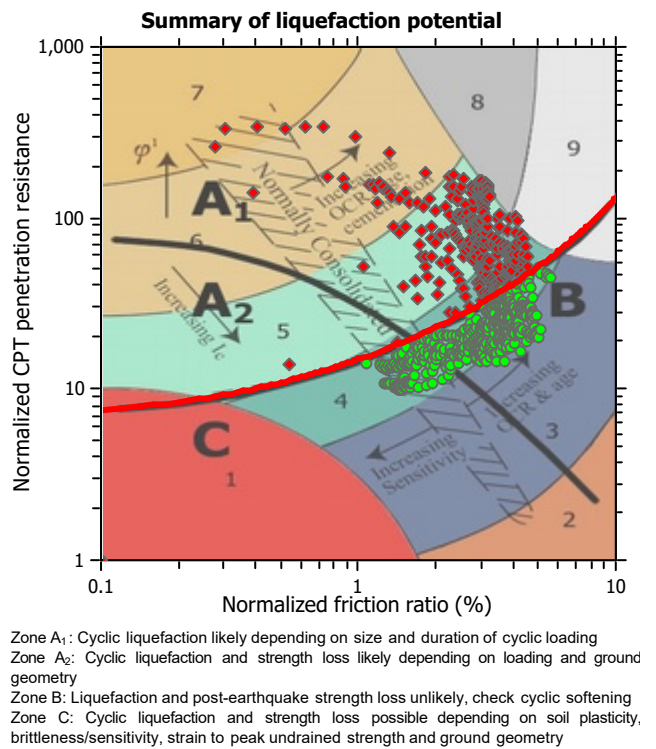 Summary of liquefaction potential
1,000
100
10
1
0.1
1
10
Normalized CPT penetration resistance
Normalized friction ratio (%)
7
8
9
φ'
A1
6
A2
5
4
B
3
C
1
2
Normally Consolidated
Increasing
OCR & age,
cementation
Increasing Ic
Increasing
OCR & age
Increasing
Sensitivity
Zone A1: Cyclic liquefaction likely depending on size and duration of cyclic loading
Zone A2: Cyclic liquefaction and strength loss likely depending on loading and ground
geometry
Zone B: Liquefaction and post-earthquake strength loss unlikely, check cyclic softening
Zone C: Cyclic liquefaction and strength loss possible depending on soil plasticity,
brittleness/sensitivity, strain to peak undrained strength and ground geometry